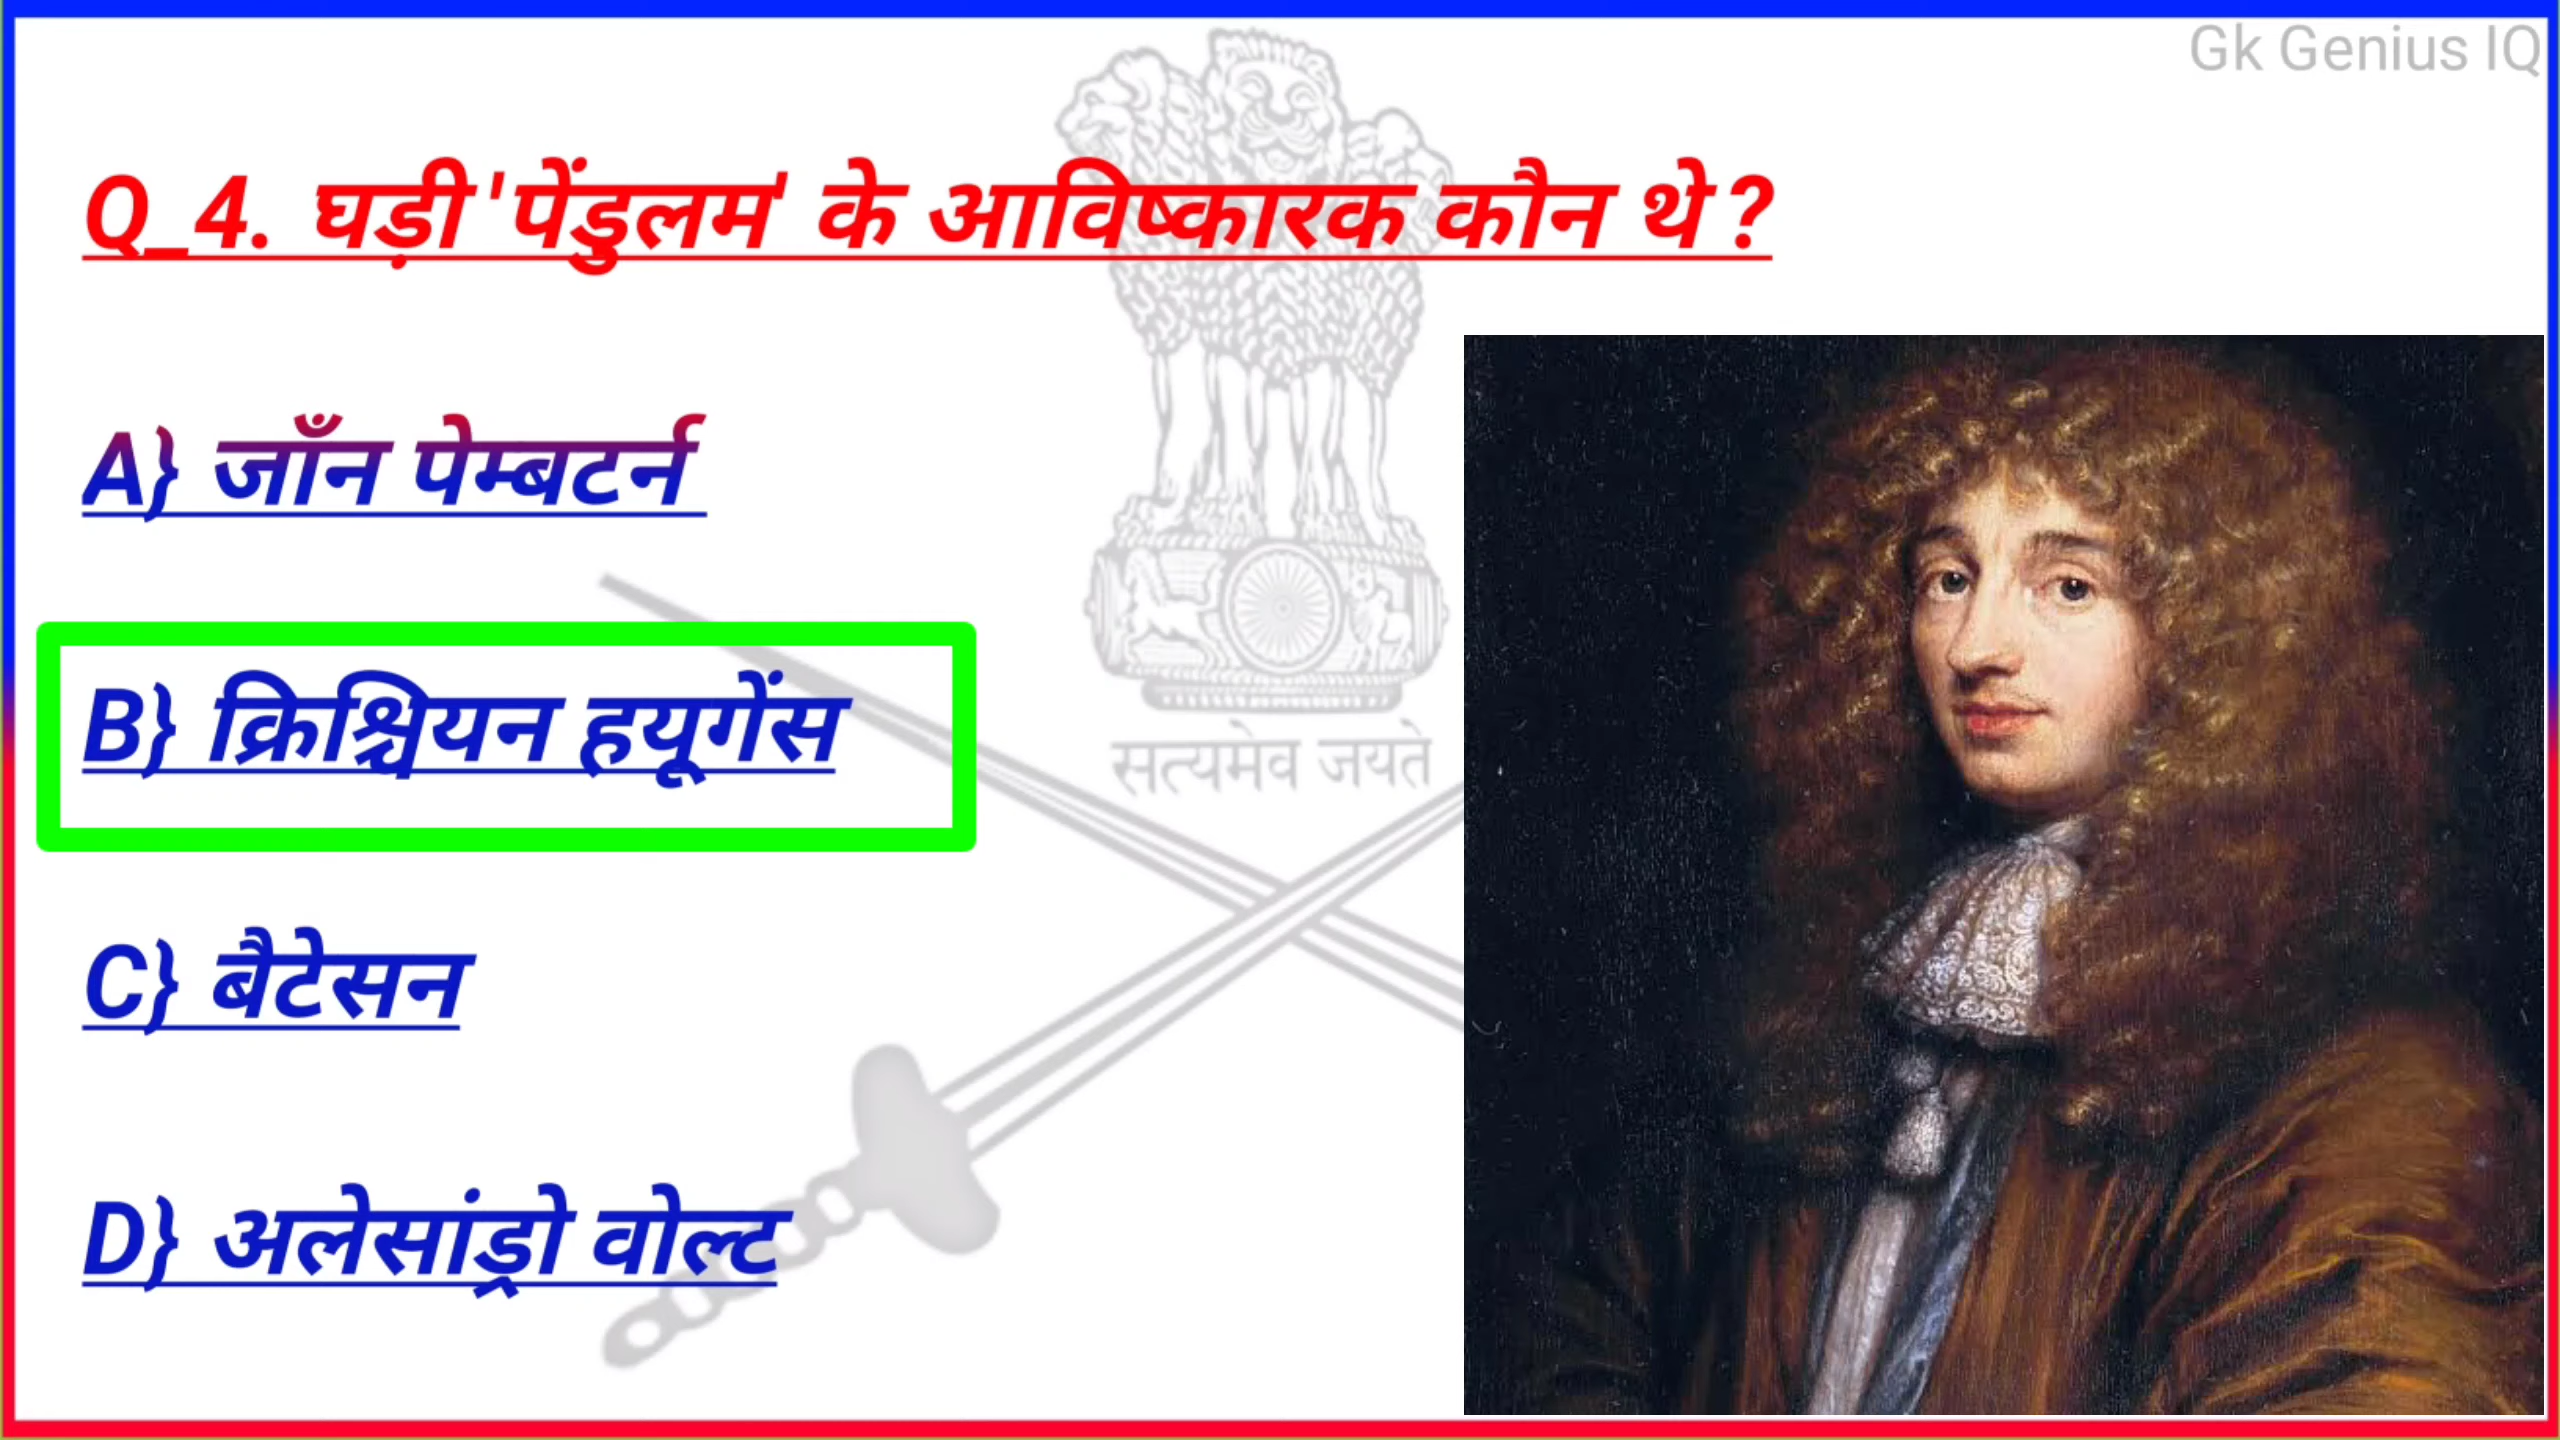 Gk Genius IQ
Q_4. घड़ी 'पेंडुलम' के आविष्कारक कौन थे ?
A} जाँन पेम्बटर्न
B} क्रिश्चियन हयूगेंस
C} बैटेसन
D} अलेसांड्रो वोल्ट
सत्यमेव जयते